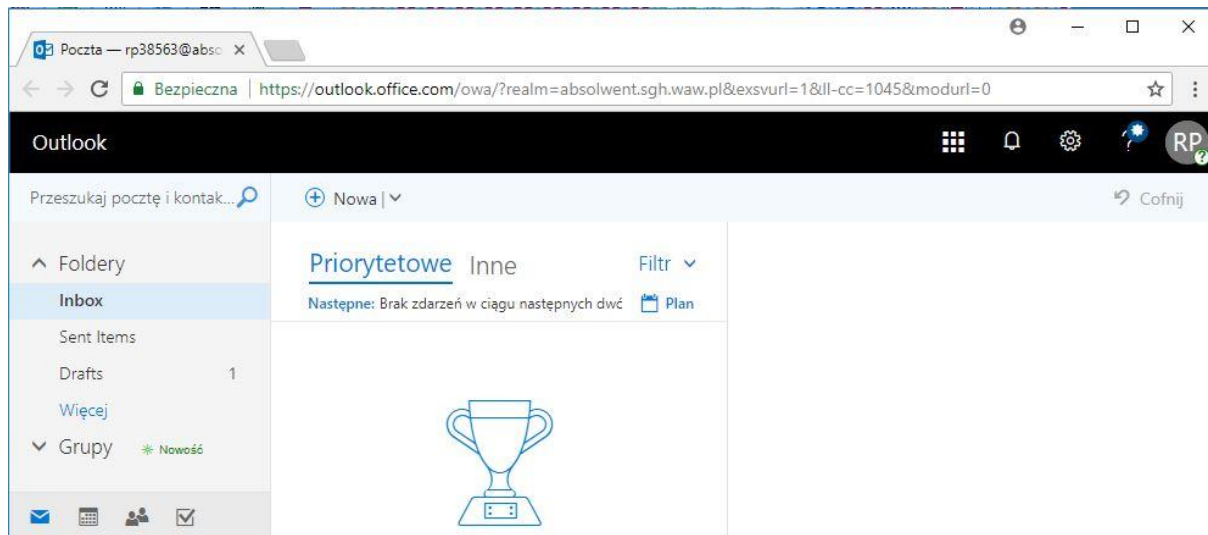 Poczta — rp38563@abso
Bezpieczna | https://outlook.office.com/owa/?realm=absolwent.sgh.waw.pl&exsvurl=1&ll-cc=1045&modurl=0
Outlook
RP
Przeszukaj pocztę i kontak...
Nowa |
Cofnij
Foldery
Priorytetowe Inne Filtr
Inbox
Następne: Brak zdarzeń w ciągu następnych dwć Plan
Sent Items
Drafts 1
Więcej
Grupy Nowość